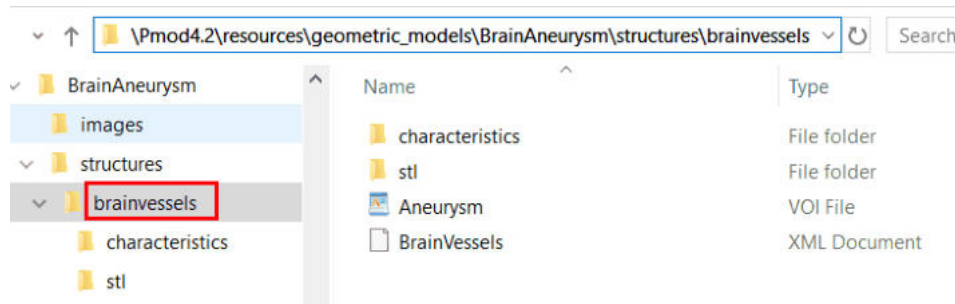 \Pmod4.2\resources\geometric_models\BrainAneurysm\structures\brainvessels
Search
BrainAneurysm
images
structures
brainvessels
characteristics
stl
Name Type
characteristics File folder
stl File folder
Aneurysm VOI File
BrainVessels XML Document